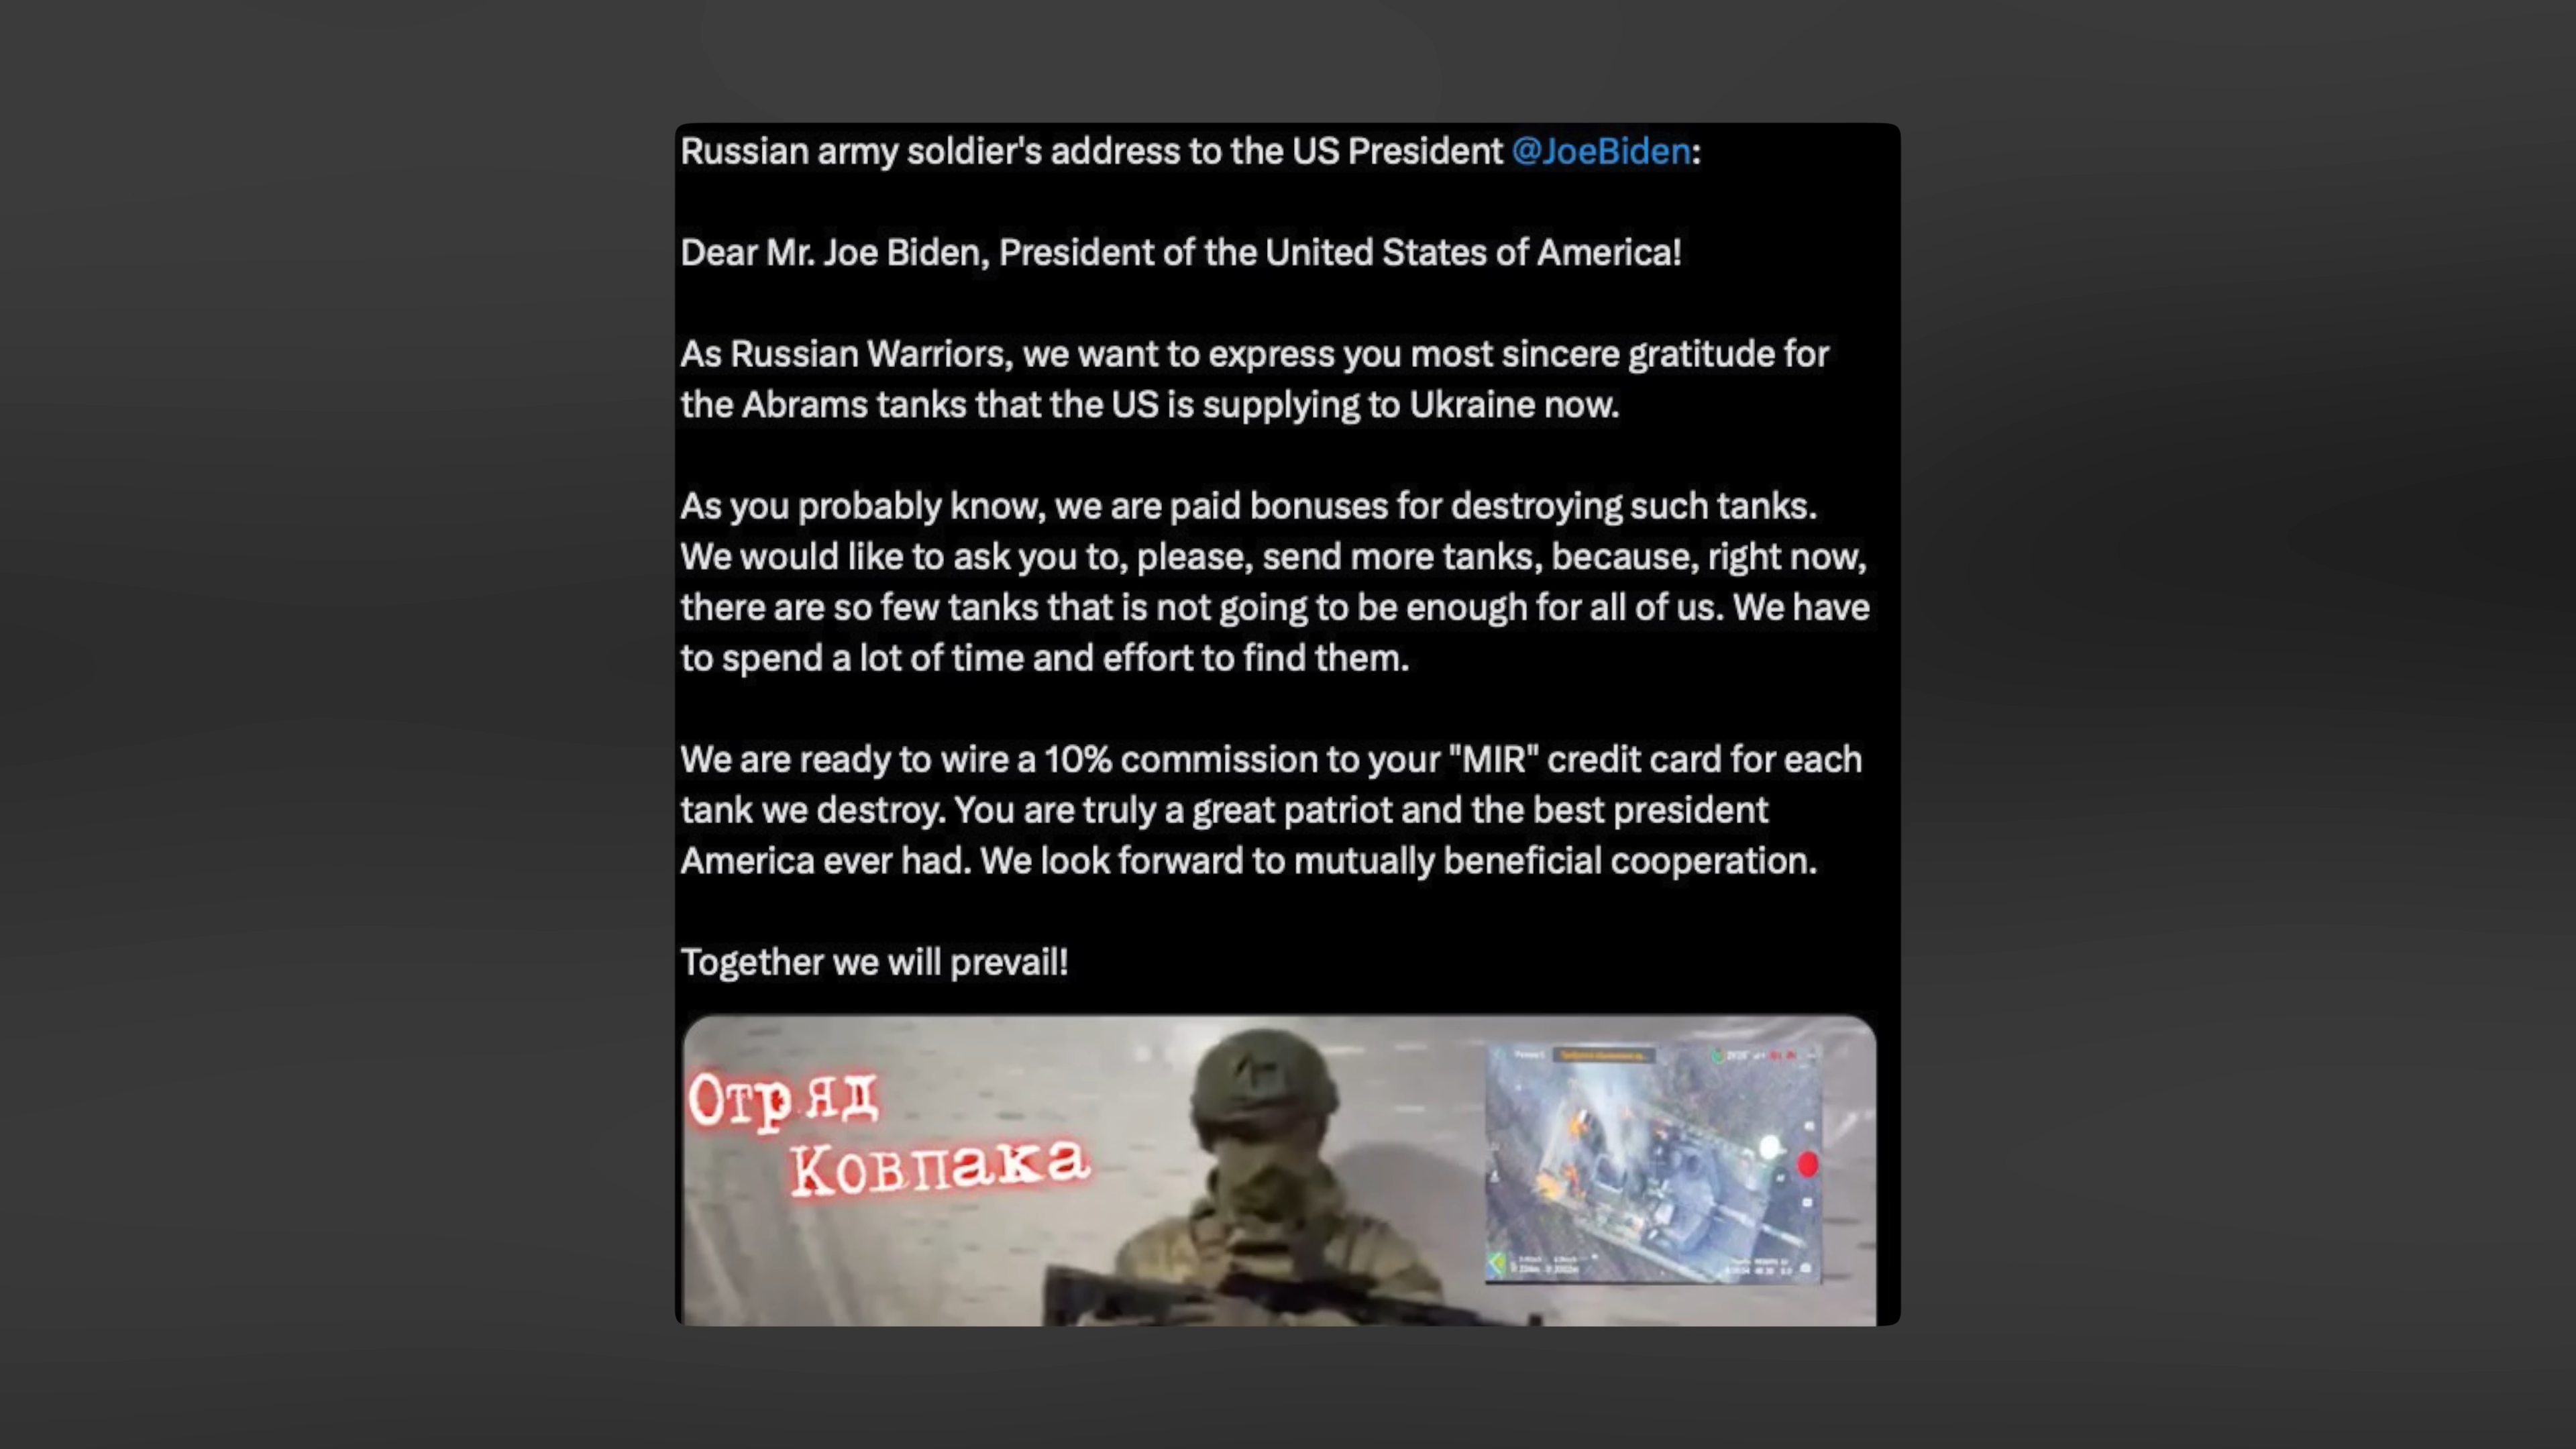 Russian army soldier's address to the US President @JoeBiden:
Dear Mr. Joe Biden, President of the United States of America!
As Russian Warriors, we want to express you most sincere gratitude for
the Abrams tanks that the US is supplying to Ukraine now.
As you probably know, we are paid bonuses for destroying such tanks.
We would like to ask you to, please, send more tanks, because, right now,
there are so few tanks that is not going to be enough for all of us. We have
to spend a lot of time and effort to find them.
We are ready to wire a 10% commission to your "MIR" credit card for each
tank we destroy. You are truly a great patriot and the best president
America ever had. We look forward to mutually beneficial cooperation.
Together we will prevail!
Отряд
Ковпака